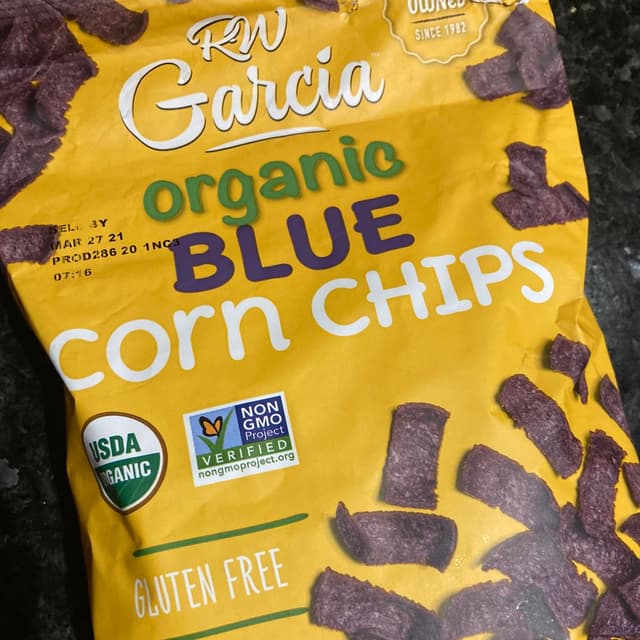 OWNED
SINCE 1982
RW
Garcia
organic
BLUE
corn CHIPS
SELL BY
MAR 27 21
PROD286 20 1NC3
07:16
USDA
ORGANIC
NON
GMO
Project
VERIFIED
nongmoproject.org
GLUTEN FREE